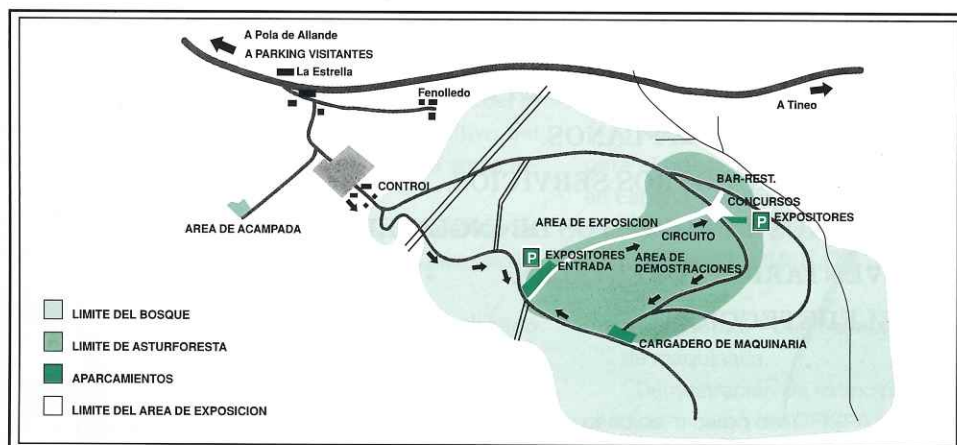 A Pola de Allande
A PARKING VISITANTES
La Estrella
Fenolledo
A Tineo
CONTROL
BAR-REST.
CONCURSOS
P EXPOSITORES
AREA DE EXPOSICION
CIRCUITO
AREA DE ACAMPADA
P EXPOSITORES
ENTRADA
AREA DE
DEMOSTRACIONES
CARGADERO DE MAQUINARIA
LIMITE DEL BOSQUE
LIMITE DE ASTURFORESTA
APARCAMIENTOS
LIMITE DEL AREA DE EXPOSICION